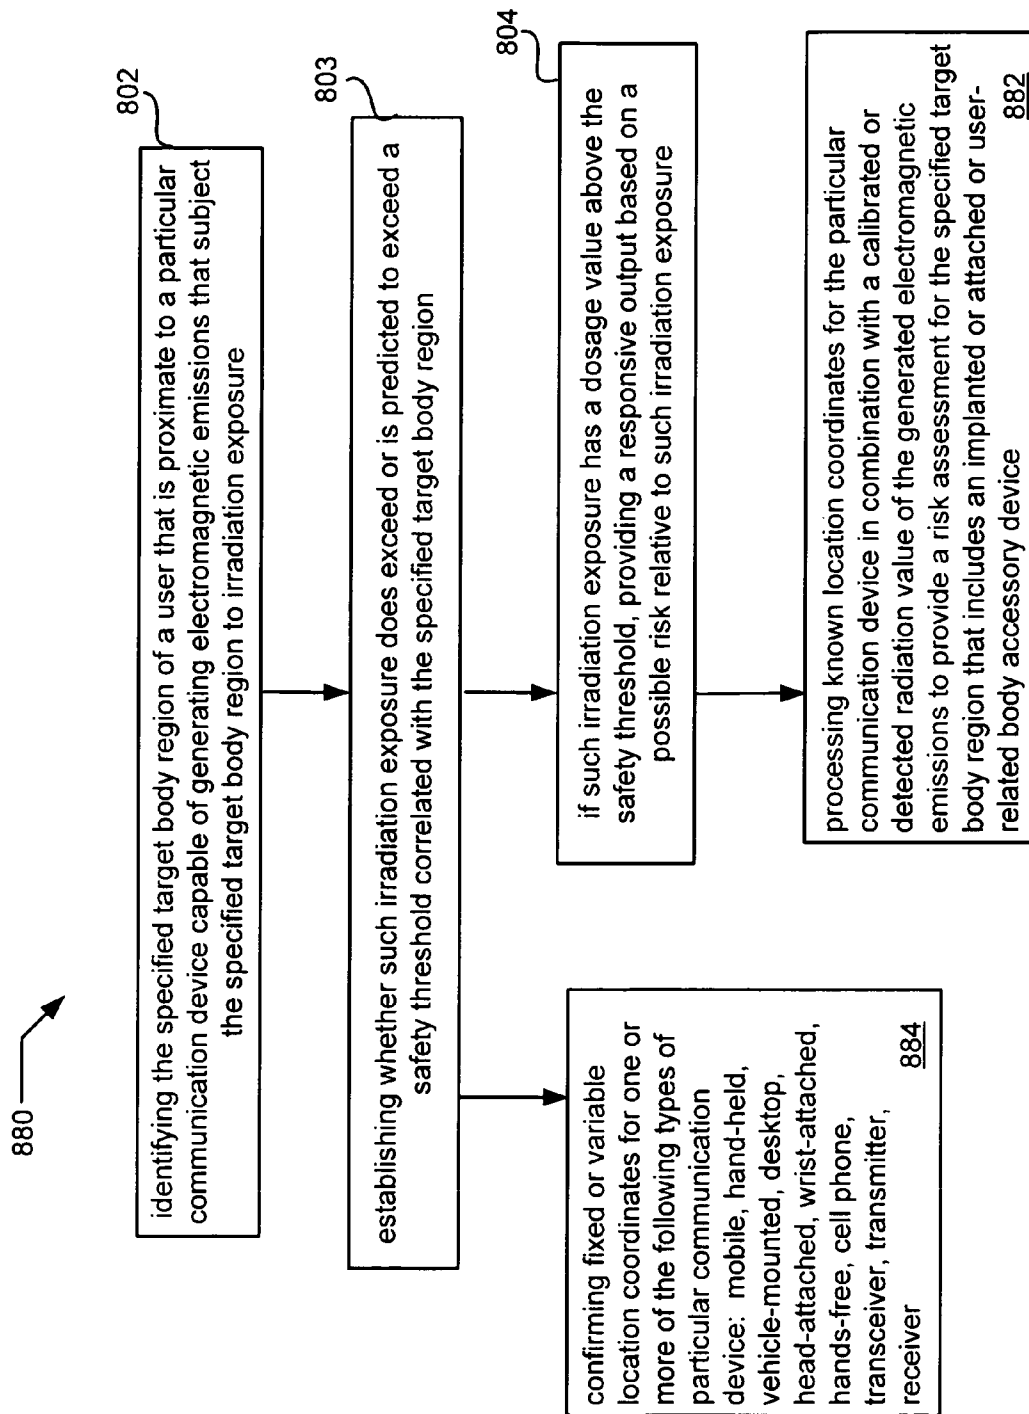 880
802
identifying the specified target body region of a user that is proximate to a particular
communication device capable of generating electromagnetic emissions that subject
the specified target body region to irradiation exposure
803
establishing whether such irradiation exposure does exceed or is predicted to exceed a
safety threshold correlated with the specified target body region
804
if such irradiation exposure has a dosage value above the
safety threshold, providing a responsive output based on a
possible risk relative to such irradiation exposure
confirming fixed or variable
location coordinates for one or
more of the following types of
particular communication
device: mobile, hand-held,
vehicle-mounted, desktop,
head-attached, wrist-attached,
hands-free, cell phone,
transceiver, transmitter,
receiver
884
processing known location coordinates for the particular
communication device in combination with a calibrated or
detected radiation value of the generated electromagnetic
emissions to provide a risk assessment for the specified target
body region that includes an implanted or attached or user-
related body accessory device
882